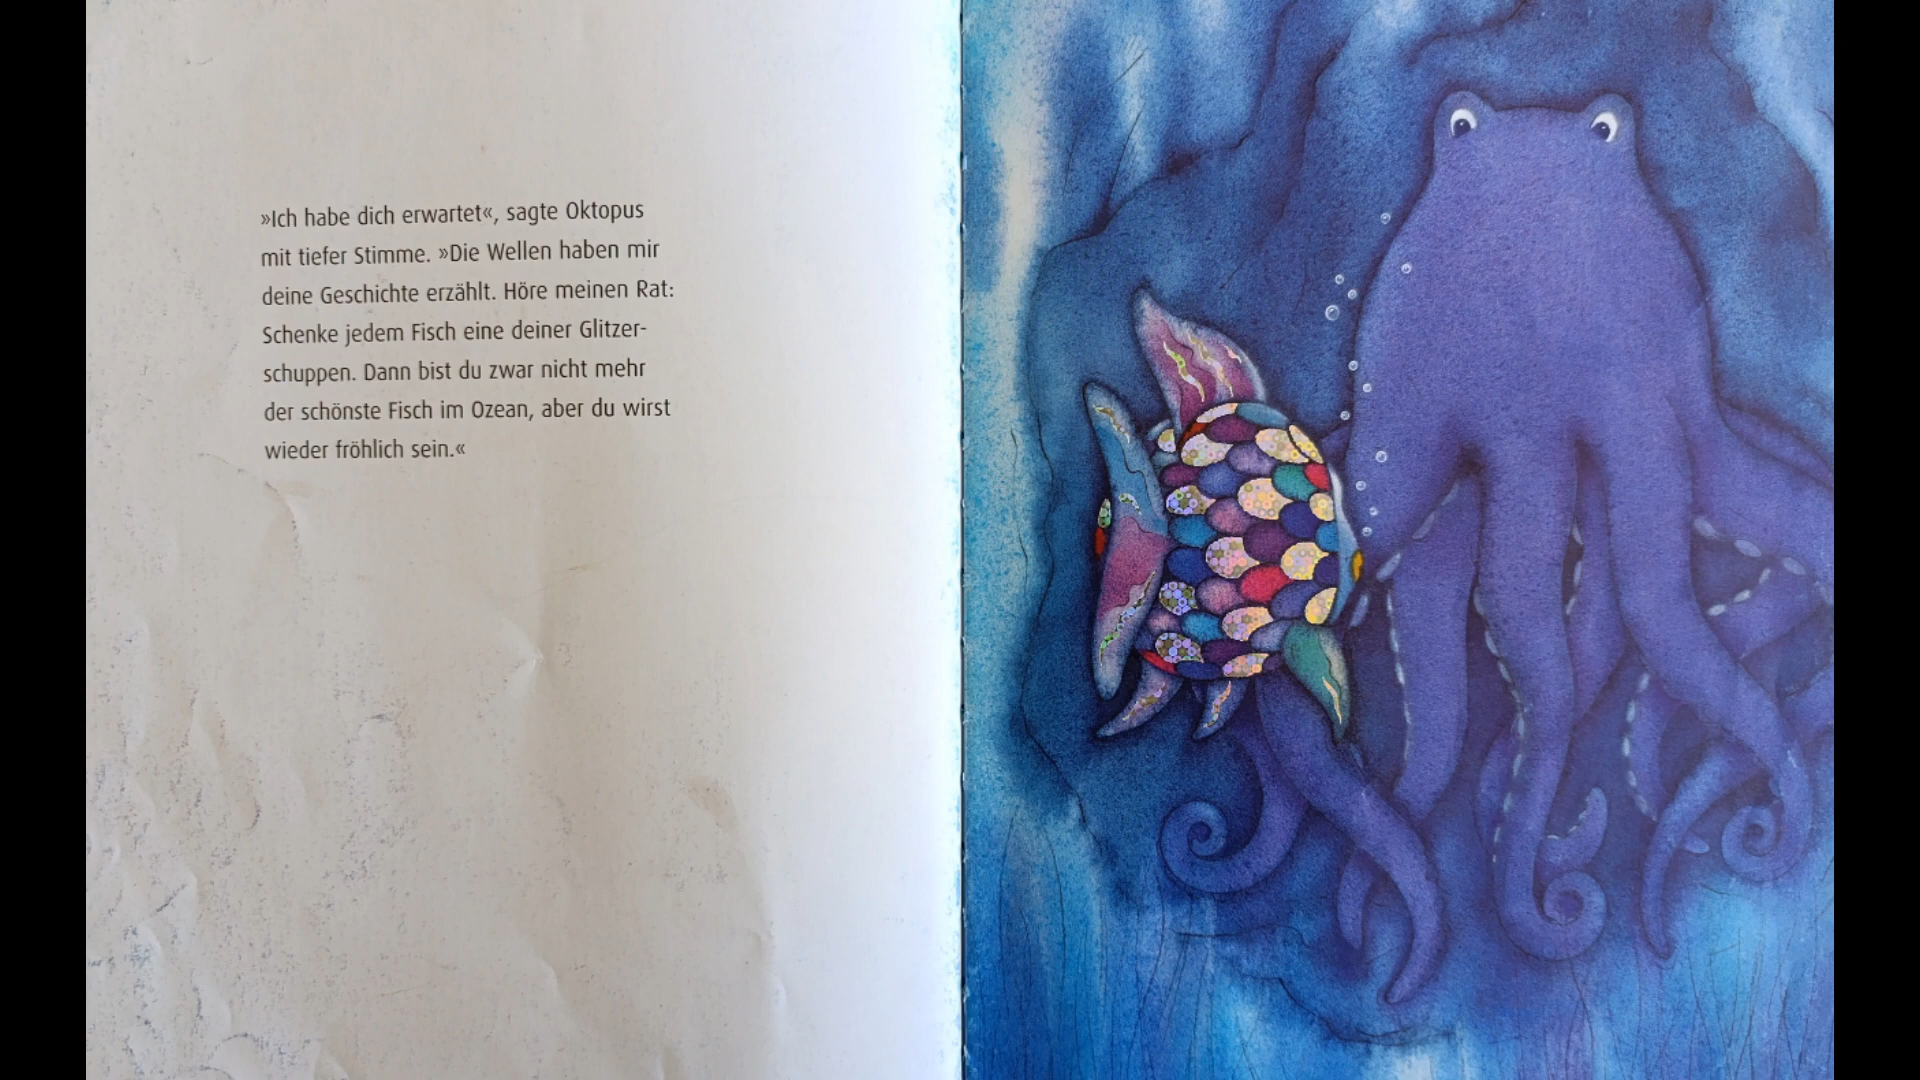 »Ich habe dich erwartet«, sagte Oktopus
mit tiefer Stimme. »Die Wellen haben mir
deine Geschichte erzählt. Höre meinen Rat:
Schenke jedem Fisch eine deiner Glitzer-
schuppen. Dann bist du zwar nicht mehr
der schönste Fisch im Ozean, aber du wirst
wieder fröhlich sein.«